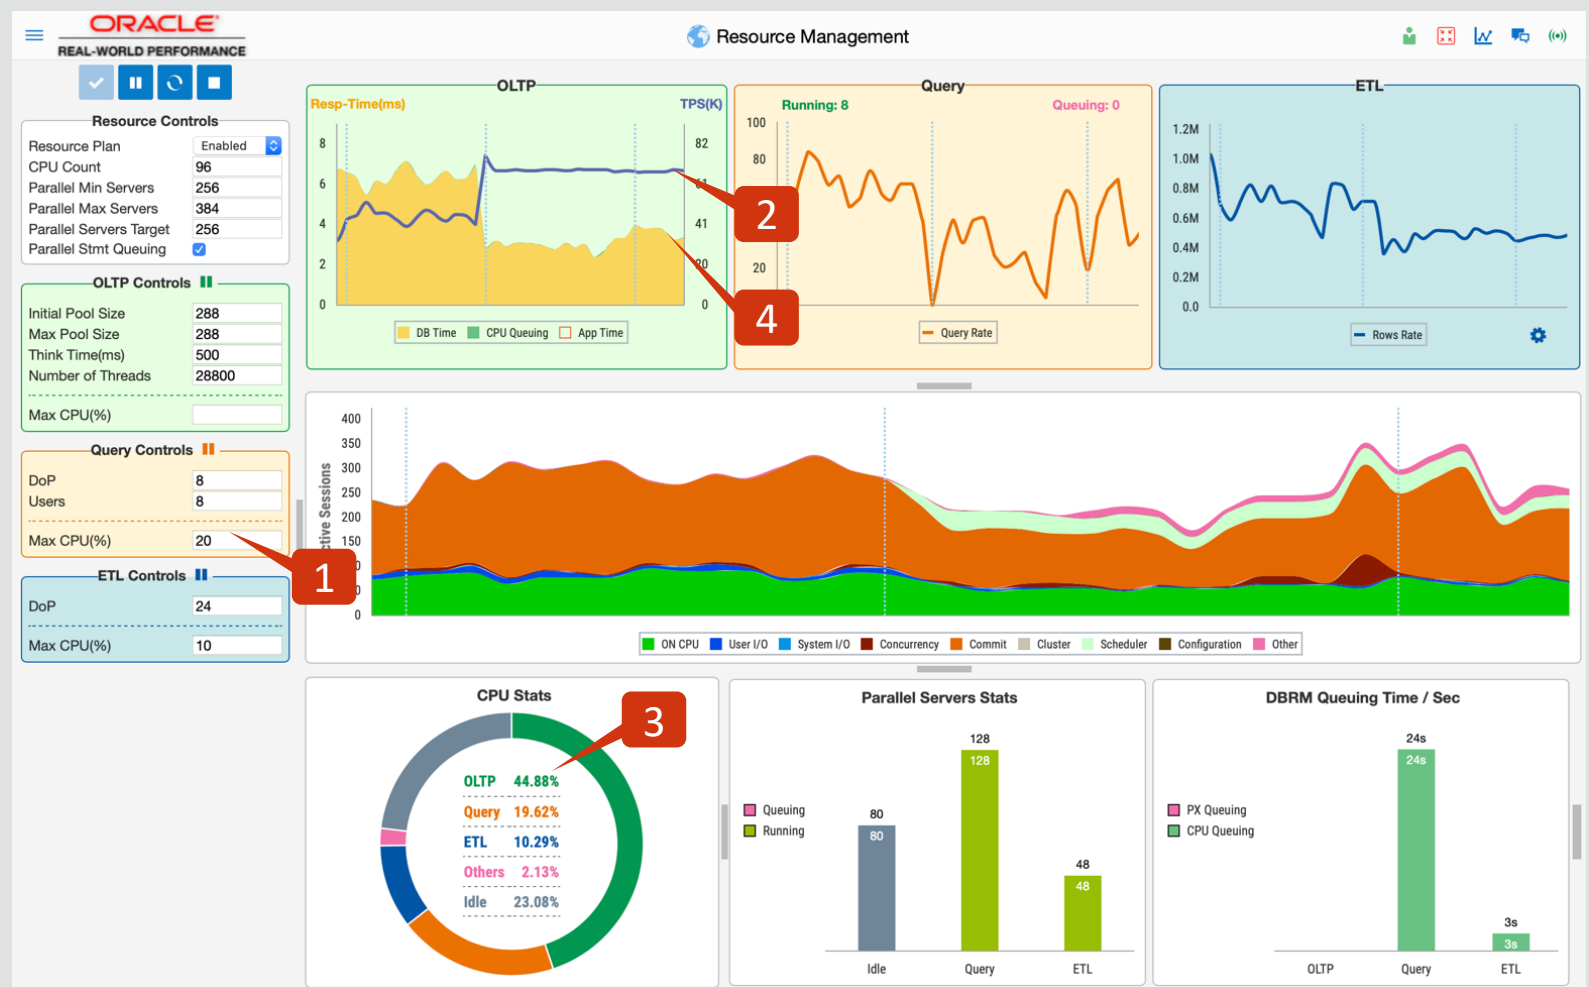 ORACLE
REAL-WORLD PERFORMANCE
Resource Management
Resource Controls
Resource Plan Enabled
CPU Count 96
Parallel Min Servers 256
Parallel Max Servers 384
Parallel Servers Target 256
Parallel Stmt Queuing
OLTP Controls
Initial Pool Size 288
Max Pool Size 288
Think Time(ms) 500
Number of Threads 28800
Max CPU(%)
Query Controls
DoP 8
Users 8
Max CPU(%) 20
1
ETL Controls
DoP 24
Max CPU(%) 10
OLTP
Resp-Time(ms) TPS(K)
8 82
6
4 41
2 20
0 0
DB Time CPU Queuing App Time
2
4
Query
Running: 8 Queuing: 0
100
80
20
Query Rate
ETL
1.2M
1.0M
0.8M
0.6M
0.4M
0.2M
0.0
Rows Rate
400
350
300
250
200
150
0
Sessions
ON CPU User I/O System I/O Concurrency Commit Cluster Scheduler Configuration Other
CPU Stats
3
OLTP 44.88%
Query 19.62%
ETL 10.29%
Others 2.13%
Idle 23.08%
Parallel Servers Stats
Queuing
Running
80
80
128
128
48
48
Idle Query ETL
DBRM Queuing Time / Sec
PX Queuing
CPU Queuing
24s
24s
3s
3s
OLTP Query ETL